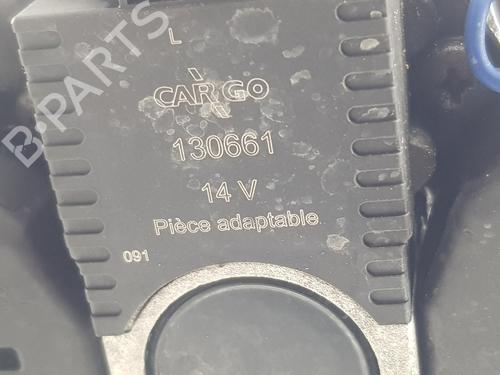 B-PARTS
L
CARGO
130661
14 V
Pièce adaptable
091